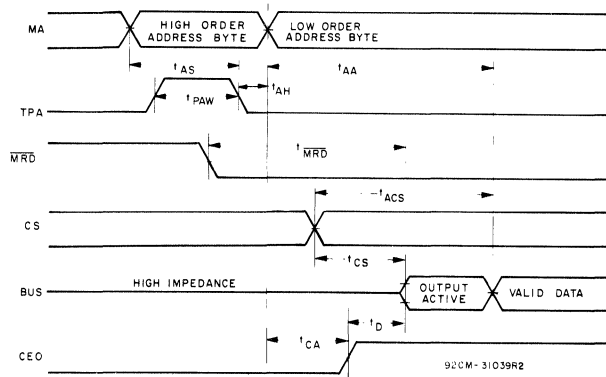 MA
HIGH ORDER
ADDRESS BYTE
LOW ORDER
ADDRESS BYTE
tAS
tAA
tAH
tPAW
TPA
MRD
tMRD
tACS
CS
tCS
HIGH IMPEDANCE
BUS
OUTPUT
ACTIVE
VALID DATA
tD
tCA
CEO
92CM-31039R2